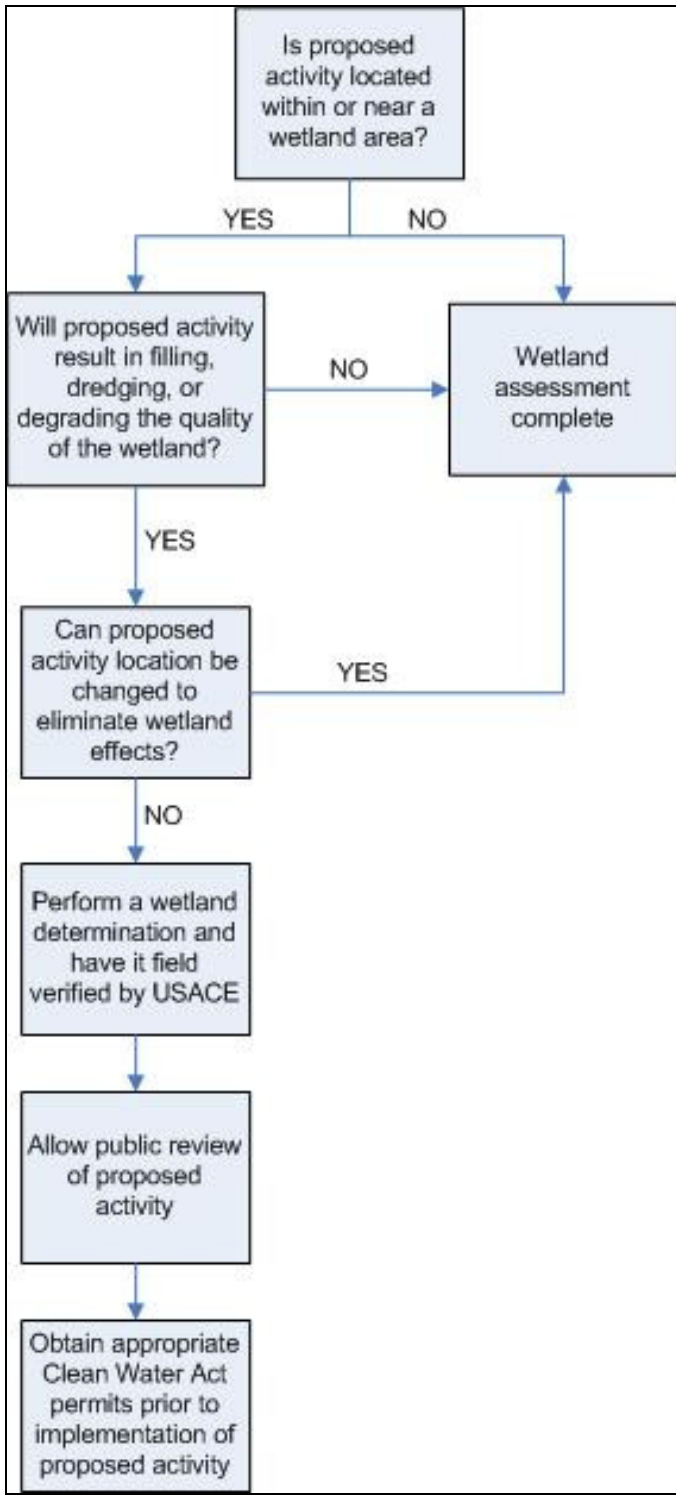 Is proposed
activity located
within or near a
wetland area?
YES
NO
Will proposed activity
result in filling,
dredging, or
degrading the quality
of the wetland?
NO
Wetland
assessment
complete
YES
Can proposed
activity location be
changed to
eliminate wetland
effects?
YES
NO
Perform a wetland
determination and
have it field
verified by USACE
Allow public review
of proposed
activity
Obtain appropriate
Clean Water Act
permits prior to
implementation of
proposed activity